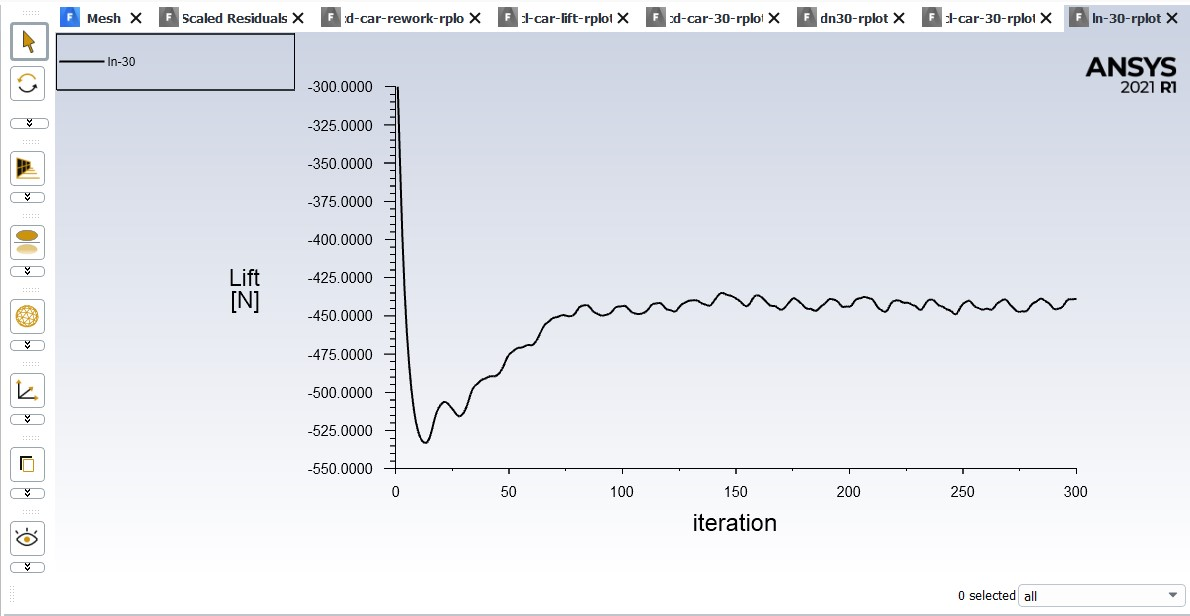 Mesh
Scaled Residuals
:d-car-rework-rplo
:l-car-lift-rplot
:d-car-30-rplot
dn30-rplot
:l-car-30-rplot
ln-30-rplot
ln-30
ANSYS
2021 R1
-300.0000
-325.0000
-350.0000
-375.0000
-400.0000
-425.0000
-450.0000
-475.0000
-500.0000
-525.0000
-550.0000
Lift
[N]
0 50 100 150 200 250 300
iteration
0 selected all